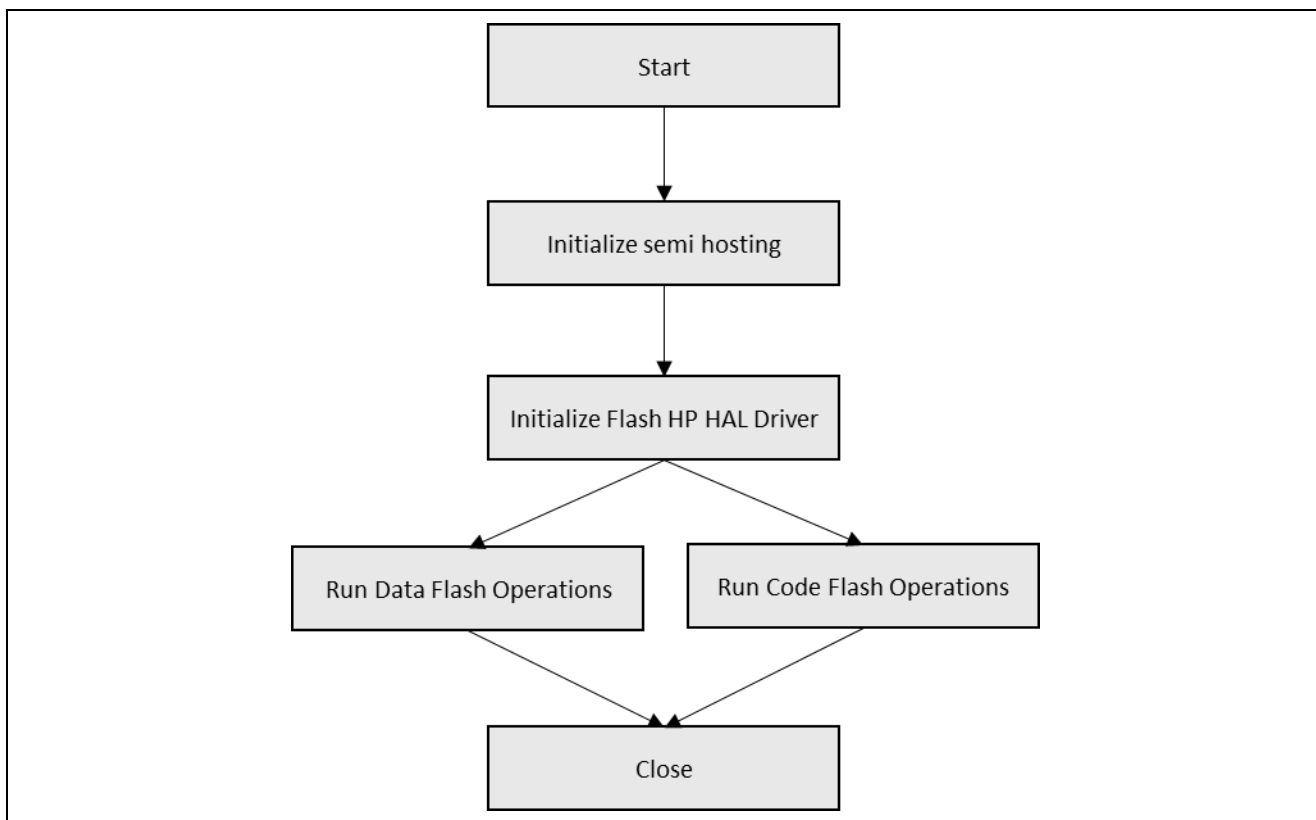 Start
Initialize semi hosting
Initialize Flash HP HAL Driver
Run Data Flash Operations
Run Code Flash Operations
Close